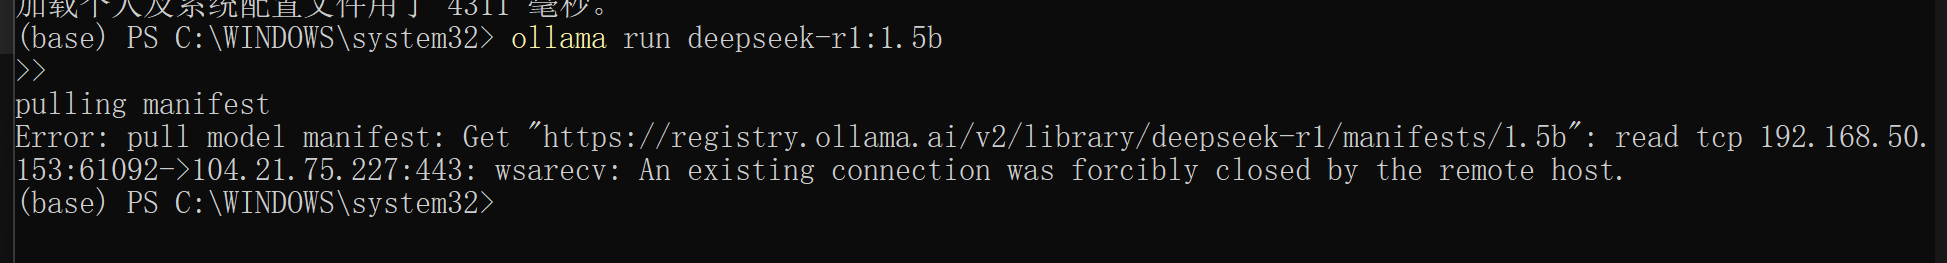 加载个人及系统配置文件用了 4311 毫秒。
(base) PS C:\WINDOWS\system32> ollama run deepseek-r1:1.5b
>>
pulling manifest
Error: pull model manifest: Get "https://registry.ollama.ai/v2/library/deepseek-r1/manifests/1.5b": read tcp 192.168.50.
153:61092->104.21.75.227:443: wsarecv: An existing connection was forcibly closed by the remote host.
(base) PS C:\WINDOWS\system32>